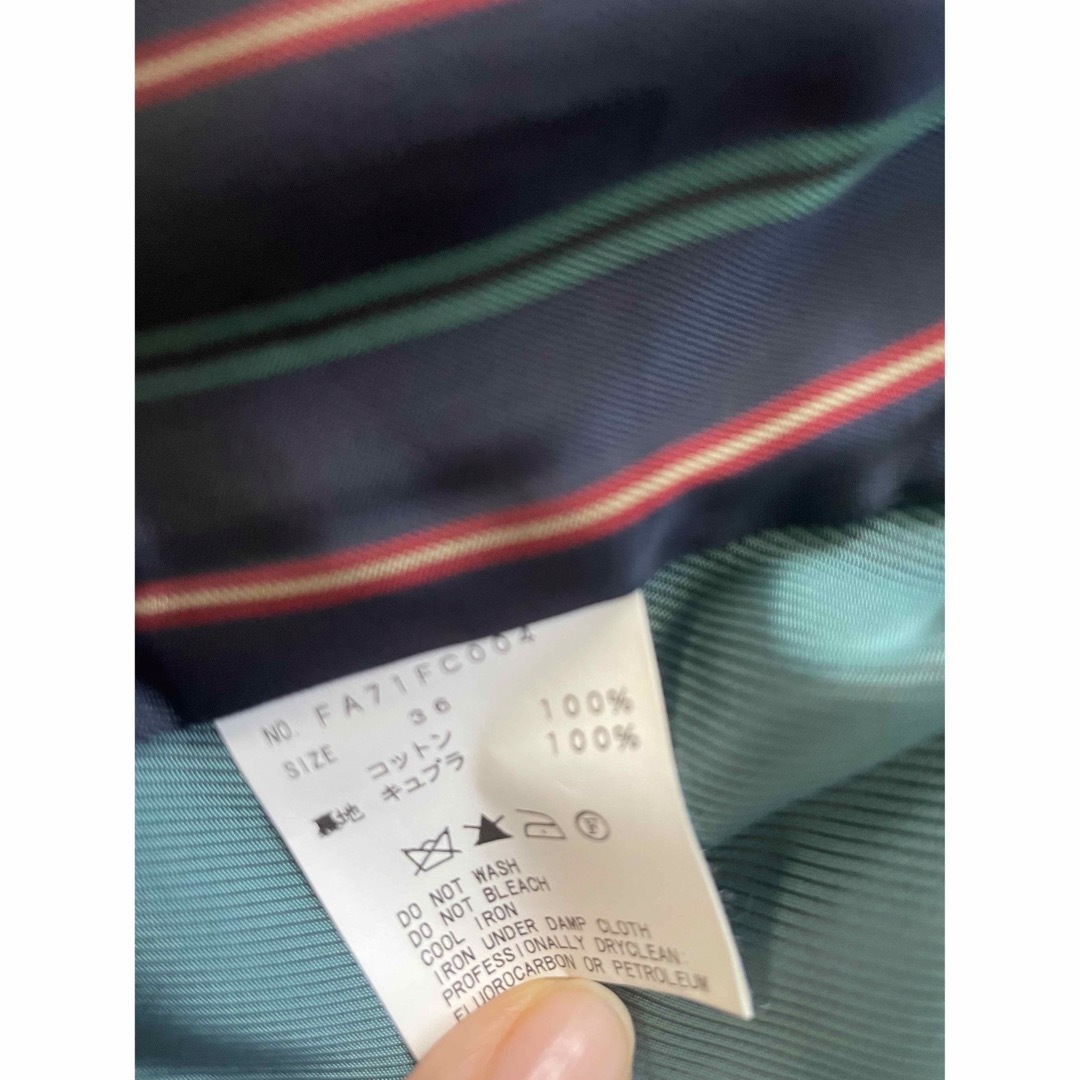 NO. FA71FC004
SIZE 36
コットン 100%
地 キュプラ 100%
F
DO NOT WASH
DO NOT BLEACH
COOL IRON
IRON UNDER DAMP CLOTH
PROFESSIONALLY DRYCLEAN:
FLUOROCARBON OR PETROLEUM